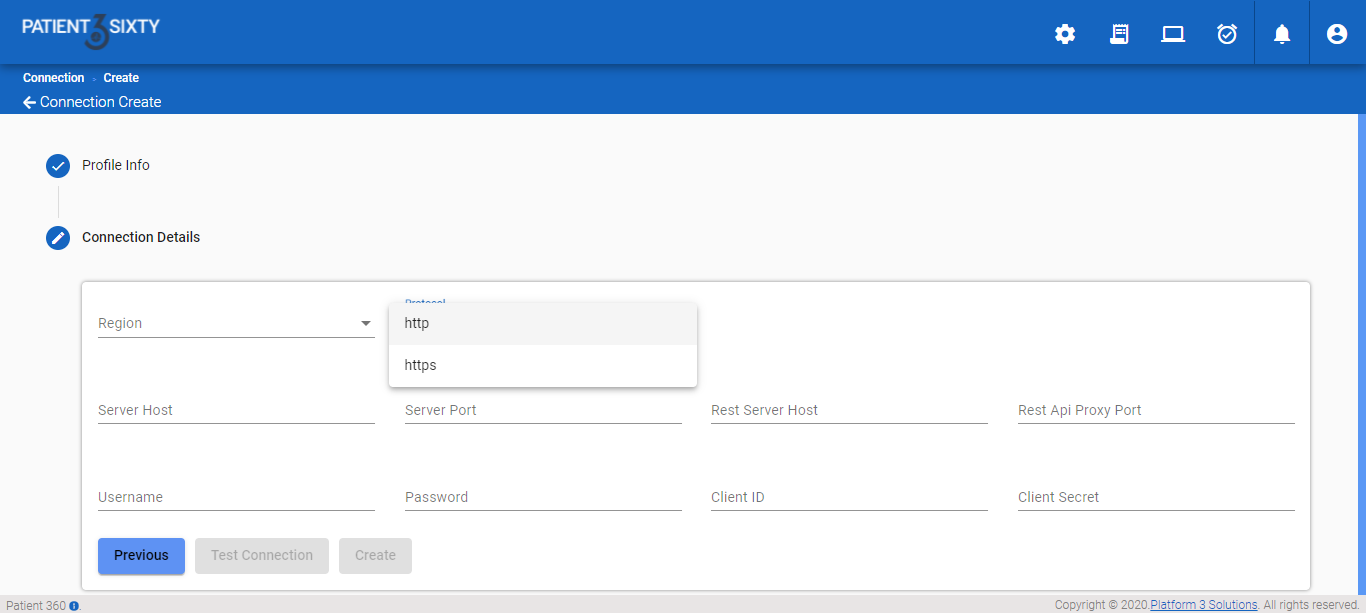 PATIENT 3 SIXTY
Connection > Create
Connection Create
Profile Info
Connection Details
Region
Protocol
http
https
Server Host
Server Port
Rest Server Host
Rest Api Proxy Port
Username
Password
Client ID
Client Secret
Previous
Test Connection
Create
Patient 360
Copyright © 2020.Platform 3 Solutions. All rights reserved.